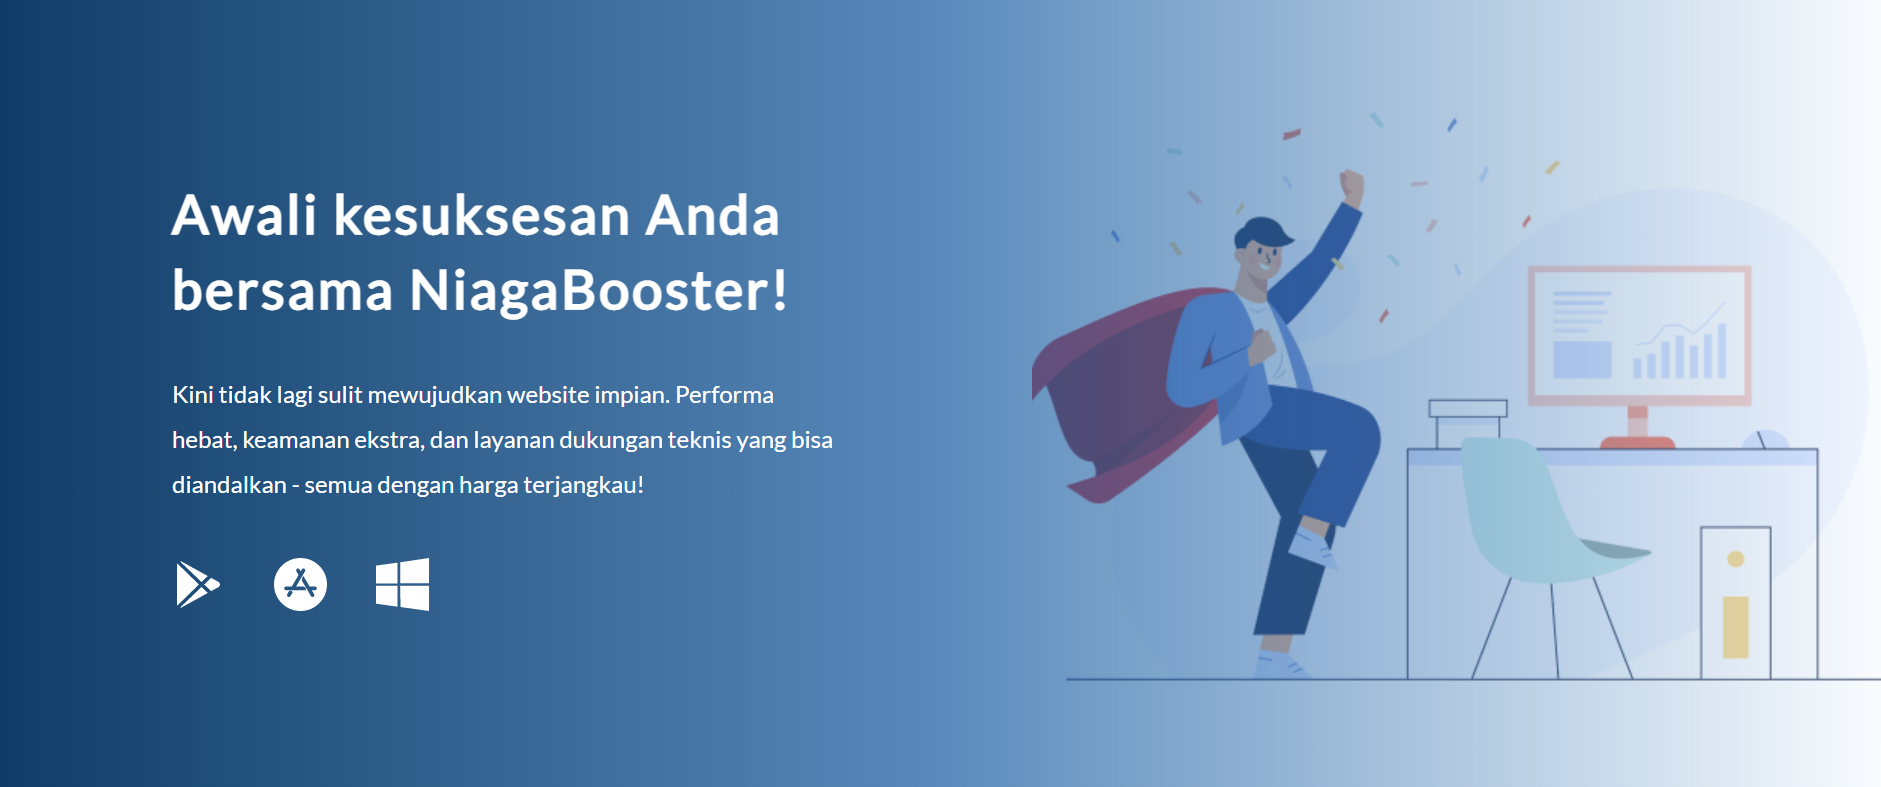 Awali kesuksesan Anda
bersama NiagaBooster!
Kini tidak lagi sulit mewujudkan website impian. Performa
hebat, keamanan ekstra, dan layanan dukungan teknis yang bisa
diandalkan - semua dengan harga terjangkau!